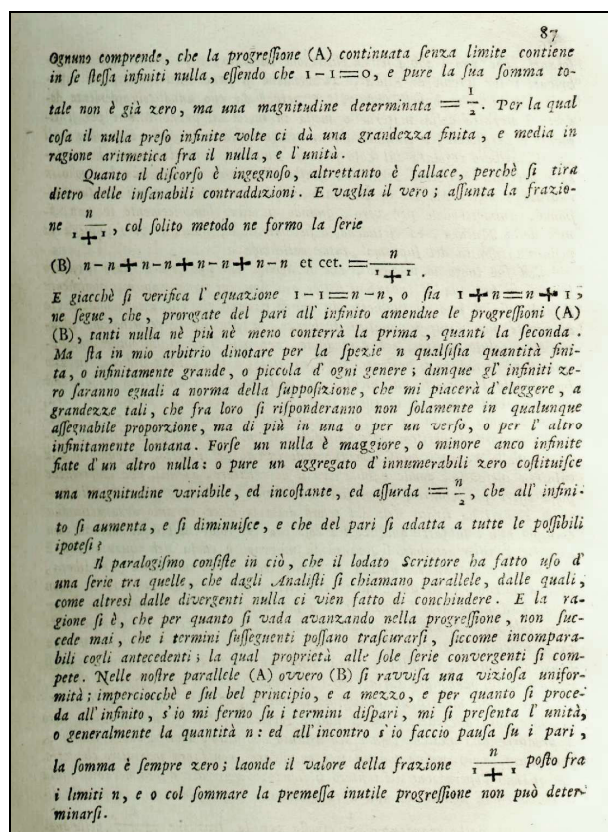 87
Ognuno comprende, che la progreſſione (A) continuata ſenza limite contiene
in ſe ſteſſa infiniti nulla, eſſendo che 1 – 1 = 0, e pure la ſua ſomma to-
tale non è già zero, ma una magnitudine determinata = 1/2. Per la qual
coſa il nulla preſo infinite volte ci dà una grandezza finita, e media in
ragione aritmetica fra il nulla, e l'unità.
Quanto il diſcorſo è ingegnoſo, altrettanto è fallace, perchè ſi tira
dietro delle inſanabili contraddizioni. E vaglia il vero; aſſunta la frazio-
ne n/(1 + 1), col ſolito metodo ne formo la ſerie
(B) n – n + n – n + n – n + n – n et cet. = n/(1 + 1).
E giacchè ſi verifica l' equazione 1 – 1 = n – n, o ſia 1 + n = n + 1,
ne ſegue, che, prorogate del pari all' infinito amendue le progreſſioni (A)
(B), tanti nulla nè più nè meno conterrà la prima, quanti la ſeconda.
Ma ſta in mio arbitrio dinotare per la ſpezie n qualſiſia quantità fini-
ta, o infinitamente grande, o piccola d' ogni genere; dunque gl' infiniti ze-
ro ſaranno eguali a norma della ſuppoſizione, che mi piacerà d'eleggere, a
grandezze tali, che fra loro ſi riſponderanno non ſolamente in qualunque
aſſegnabile proporzione, ma di più in una o per un verſo, o per l' altro
infinitamente lontana. Forſe un nulla è maggiore, o minore anco infinite
fiate d'un altro nulla: o pure un aggregato d'innumerabili zero coſtituiſce
una magnitudine variabile, ed incoſtante, ed aſſurda = n/2, che all' infini-
to ſi aumenta, e ſi diminuiſce, e che del pari ſi adatta a tutte le poſſibili
ipoteſi?
Il paralogiſmo conſiſte in ciò, che il lodato Scrittore ha fatto uſo d'
una ſerie tra quelle, che dagli Analiſti ſi chiamano parallele, dalle quali,
come altresì dalle divergenti nulla ci vien fatto di conchiudere. E la ra-
gione ſi è, che per quanto ſi vada avanzando nella progreſſione, non ſuc-
cede mai, che i termini ſuſſeguenti poſſano traſcurarſi, ſiccome incompara-
bili cogli antecedenti; la qual proprietà alle ſole ſerie convergenti ſi com-
pete. Nelle noſtre parallele (A) ovvero (B) ſi ravviſa una vizioſa unifor-
mità; imperciocchè e ſul bel principio, e a mezzo, e per quanto ſi proce-
da all' infinito, s'io mi fermo ſu i termini diſpari, mi ſi preſenta l' unità,
o generalmente la quantità n: ed all'incontro s'io faccio pauſa ſu i pari,
la ſomma è ſempre zero; laonde il valore della frazione n/(1 + 1) poſto fra
i limiti n, e o col ſommare la premeſſa inutile progreſſione non può deter-
minarſi.